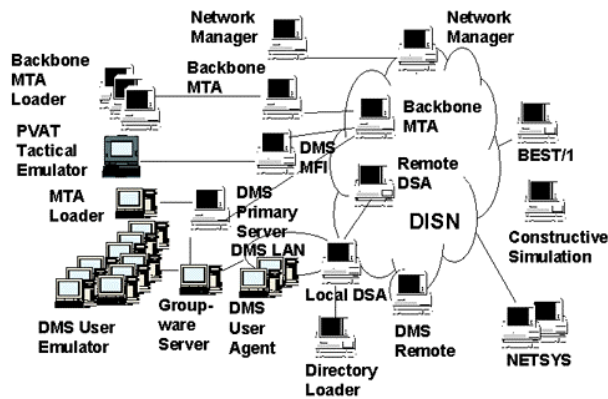 Network
Manager
Network
Manager
Backbone
MTA
Loader
Backbone
MTA
Backbone
MTA
PVAT
Tactical
Emulator
DMS
MFI
BEST/1
Remote
DSA
MTA
Loader
DMS
Primary
Server
DISN
Constructive
Simulation
DMS LAN
DMS User
Emulator
Group-
ware
Server
DMS
User
Agent
Local DSA
DMS
Remote
NETSYS
Directory
Loader